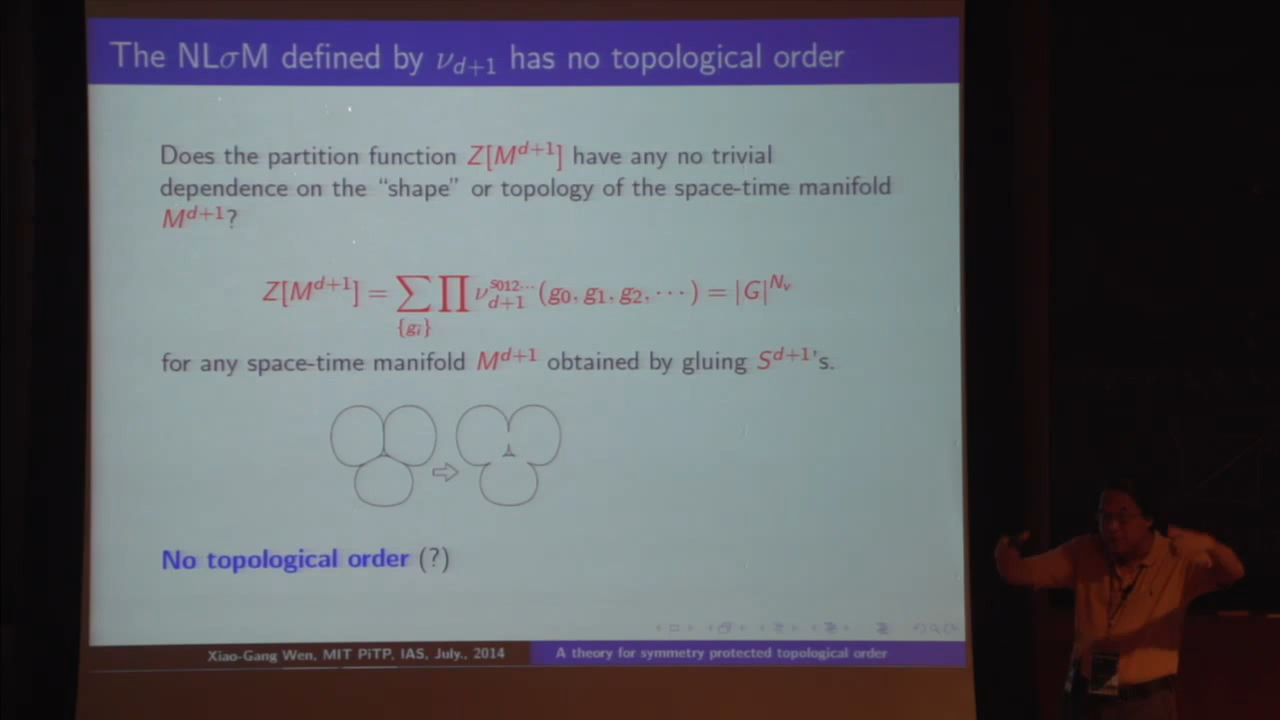 The NLσM defined by ν_{d+1} has no topological order
Does the partition function Z[M^{d+1}] have any no trivial
dependence on the “shape” or topology of the space-time manifold
M^{d+1}?
Z[M^{d+1}] = ∑_{{g_i}} ∏ ν_{d+1}^{s_{012···}}(g_0, g_1, g_2, ···) = |G|^{N_v}
for any space-time manifold M^{d+1} obtained by gluing S^{d+1}'s.
No topological order (?)
Xiao-Gang Wen, MIT PiTP, IAS, July., 2014
A theory for symmetry protected topological order